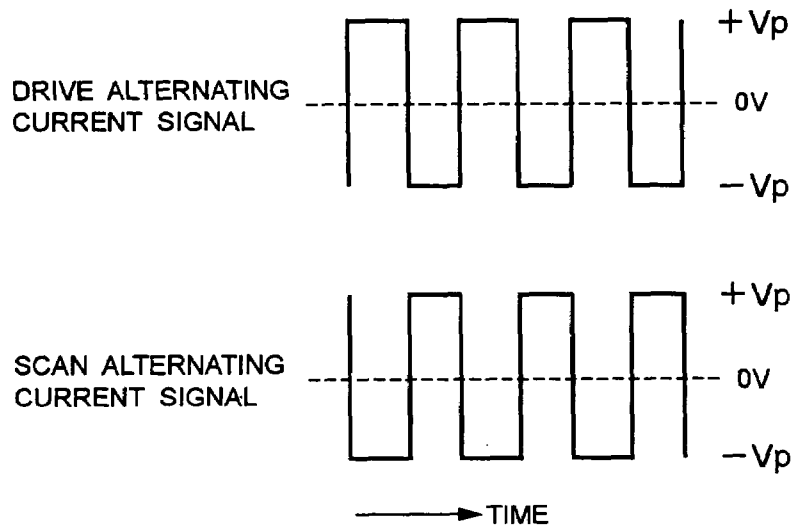 +Vp
DRIVE ALTERNATING
CURRENT SIGNAL
0V
−Vp
+Vp
SCAN ALTERNATING
CURRENT SIGNAL
0V
−Vp
TIME